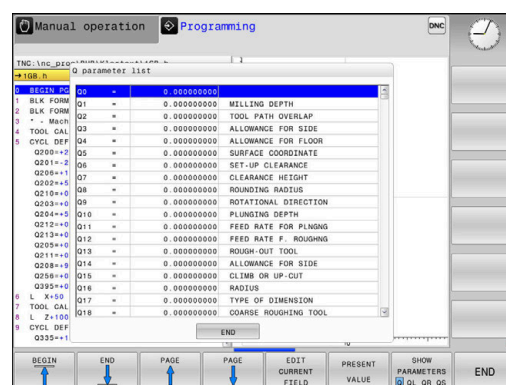 Manual operation
Programming
DNC
TNC:\nc_prog\
→1GB.h
Q parameter list
0 BEGIN PG
1 BLK FORM
2 BLK FORM
3 * - Mach
4 TOOL CAL
5 CYCL DEF
Q200=+2
Q201=-2
Q206=+1
Q202=+5
Q210=+0
Q203=+0
Q204=+5
Q212=+0
Q213=+0
Q205=+0
Q211=+0
Q208=+9
Q256=+0
Q395=+0
6 L X+50
7 TOOL CAL
8 L Z+100
9 CYCL DEF
Q335=+1
Q0 = 0.000000000
Q1 = 0.000000000 MILLING DEPTH
Q2 = 0.000000000 TOOL PATH OVERLAP
Q3 = 0.000000000 ALLOWANCE FOR SIDE
Q4 = 0.000000000 ALLOWANCE FOR FLOOR
Q5 = 0.000000000 SURFACE COORDINATE
Q6 = 0.000000000 SET-UP CLEARANCE
Q7 = 0.000000000 CLEARANCE HEIGHT
Q8 = 0.000000000 ROUNDING RADIUS
Q9 = 0.000000000 ROTATIONAL DIRECTION
Q10 = 0.000000000 PLUNGING DEPTH
Q11 = 0.000000000 FEED RATE FOR PLNGNG
Q12 = 0.000000000 FEED RATE F. ROUGHNG
Q13 = 0.000000000 ROUGH-OUT TOOL
Q14 = 0.000000000 ALLOWANCE FOR SIDE
Q15 = 0.000000000 CLIMB OR UP-CUT
Q16 = 0.000000000 RADIUS
Q17 = 0.000000000 TYPE OF DIMENSION
Q18 = 0.000000000 COARSE ROUGHING TOOL
END
BEGIN
END
PAGE
PAGE
EDIT
CURRENT
FIELD
PRESENT
VALUE
SHOW
PARAMETERS
Q QL QR QS
END